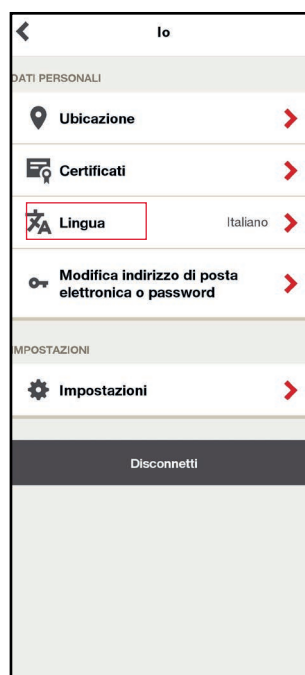 Io
DATI PERSONALI
Ubicazione
Certificati
Lingua Italiano
Modifica indirizzo di posta
elettronica o password
IMPOSTAZIONI
Impostazioni
Disconnetti